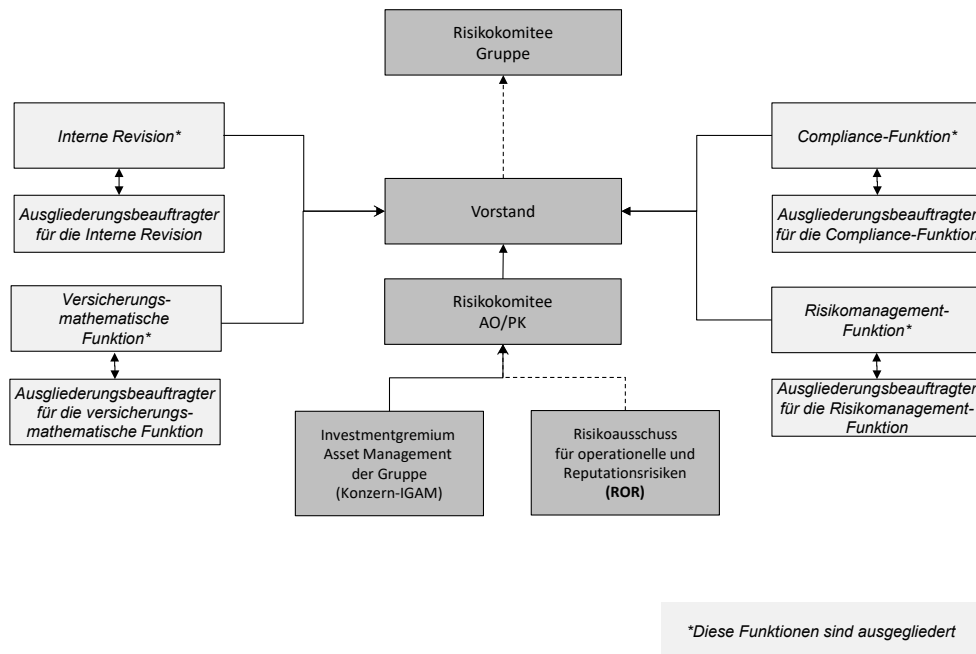 Risikokomitee
Gruppe
Interne Revision*
Compliance-Funktion*
Ausgliederungsbeauftragter
für die Interne Revision
Vorstand
Ausgliederungsbeauftragter
für die Compliance-Funktion
Versicherungs-
mathematische
Funktion*
Risikokomitee
AO/PK
Risikomanagement-
Funktion*
Ausgliederungsbeauftragter
für die versicherungs-
mathematische Funktion
Ausgliederungsbeauftragter
für die Risikomanagement-
Funktion
Investmentgremium
Asset Management
der Gruppe
(Konzern-IGAM)
Risikoausschuss
für operationelle und
Reputationsrisiken
(ROR)
*Diese Funktionen sind ausgegliedert